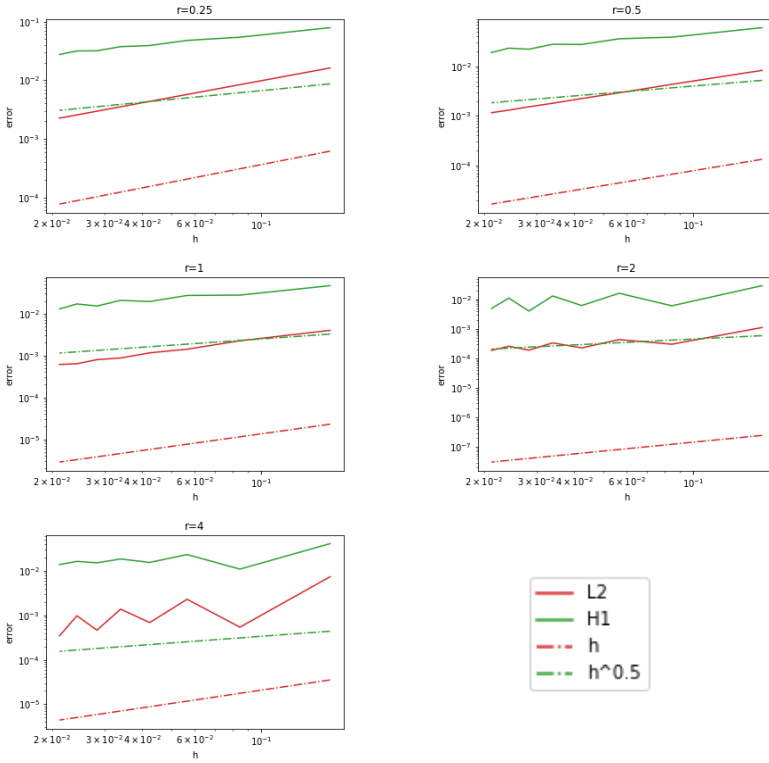 r=0.25
10⁻¹
10⁻²
10⁻³
10⁻⁴
error
2×10⁻²
3×10⁻²
4×10⁻²
6×10⁻²
10⁻¹
h
r=0.5
10⁻²
10⁻³
10⁻⁴
error
2×10⁻²
3×10⁻²
4×10⁻²
6×10⁻²
10⁻¹
h
r=1
10⁻²
10⁻³
10⁻⁴
10⁻⁵
error
2×10⁻²
3×10⁻²
4×10⁻²
6×10⁻²
10⁻¹
h
r=2
10⁻²
10⁻³
10⁻⁴
10⁻⁵
10⁻⁶
10⁻⁷
error
2×10⁻²
3×10⁻²
4×10⁻²
6×10⁻²
10⁻¹
h
r=4
10⁻²
10⁻³
10⁻⁴
10⁻⁵
error
2×10⁻²
3×10⁻²
4×10⁻²
6×10⁻²
10⁻¹
h
L2
H1
h
h^0.5